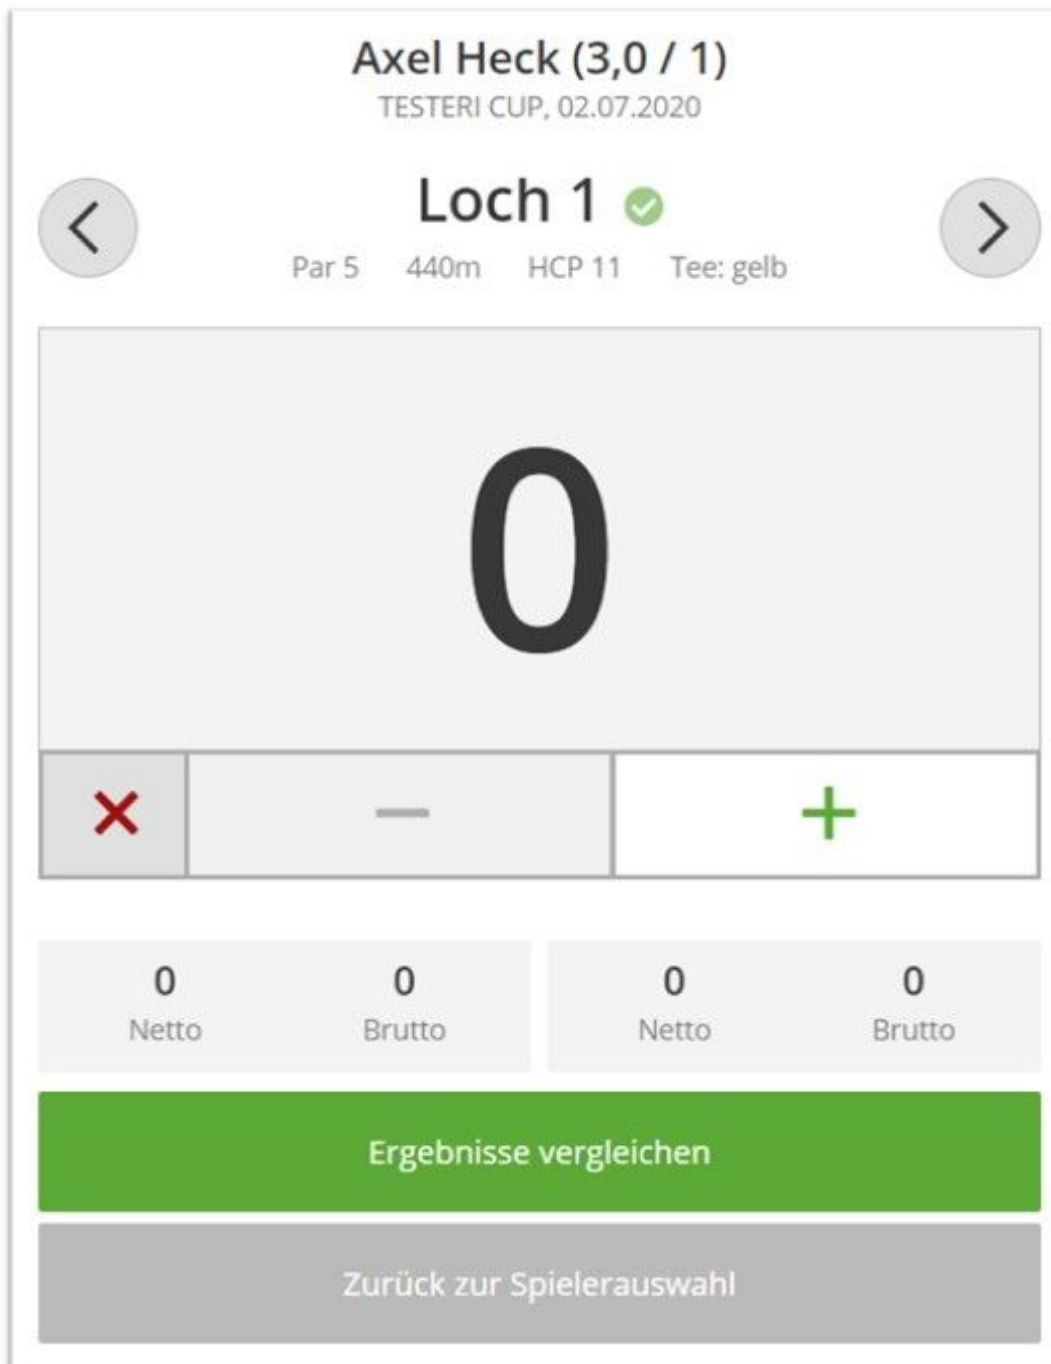 Axel Heck (3,0 / 1)
TESTERI CUP, 02.07.2020
Loch 1
Par 5 440m HCP 11 Tee: gelb
0
0 0 0 0
Netto Brutto Netto Brutto
Ergebnisse vergleichen
Zurück zur Spielerauswahl